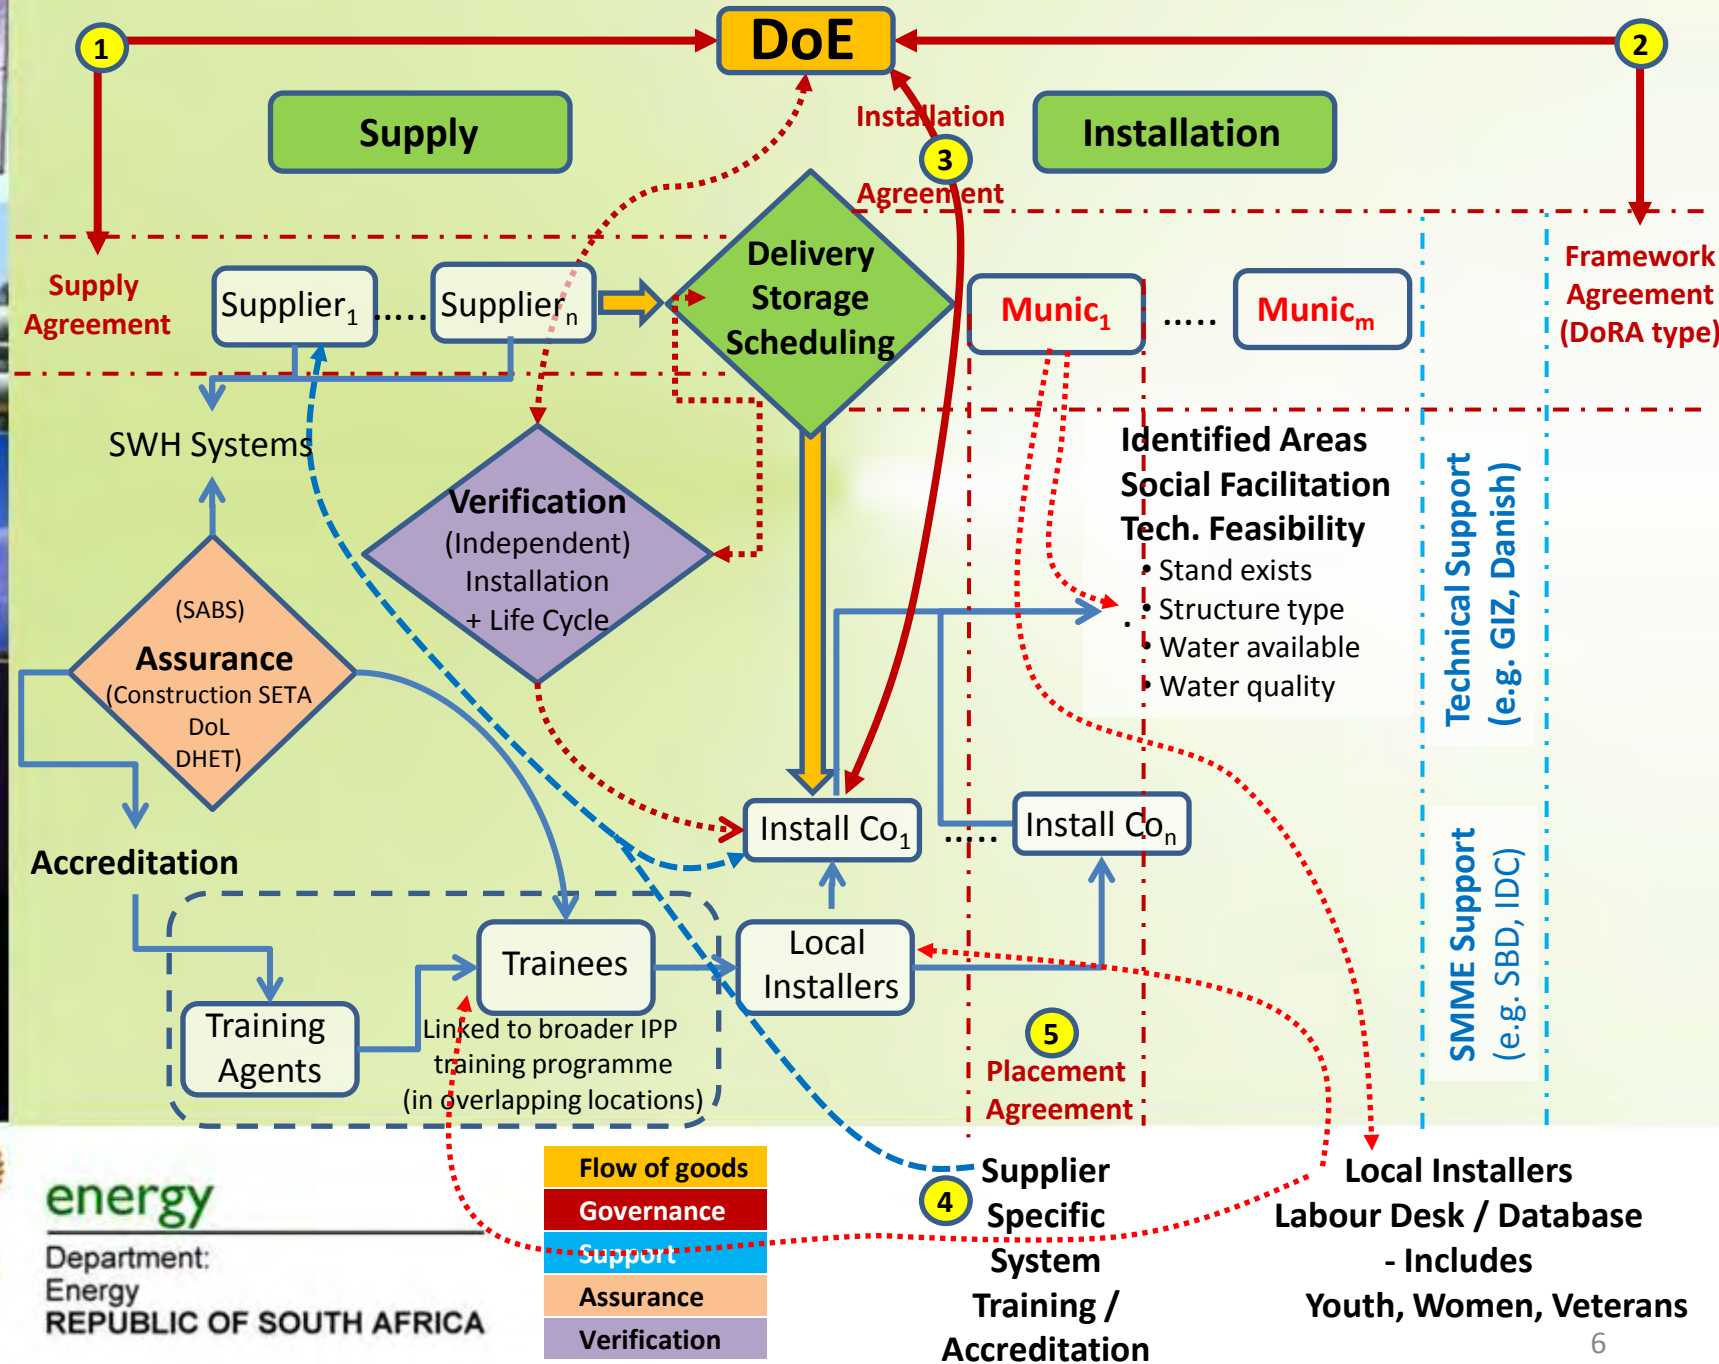 1
DoE
2
Supply
Installation
3
Agreement
Installation
Supply
Agreement
Supplier1
.....
Suppliern
Delivery
Storage
Scheduling
Munic1
.....
Municm
Framework
Agreement
(DoRA type)
SWH Systems
Verification
(Independent)
Installation
+ Life Cycle
Identified Areas
Social Facilitation
Tech. Feasibility
• Stand exists
• Structure type
• Water available
• Water quality
.
Technical Support
(e.g. GIZ, Danish)
(SABS)
Assurance
(Construction SETA
DoL
DHET)
Install Co1
.....
Install Con
SMME Support
(e.g. SBD, IDC)
Accreditation
Trainees
Local
Installers
Training
Agents
Linked to broader IPP
training programme
(in overlapping locations)
5
Placement
Agreement
energy
Department:
Energy
REPUBLIC OF SOUTH AFRICA
Flow of goods
Governance
Support
Assurance
Verification
4
Supplier
Specific
System
Training /
Accreditation
Local Installers
Labour Desk / Database
- Includes
Youth, Women, Veterans
6